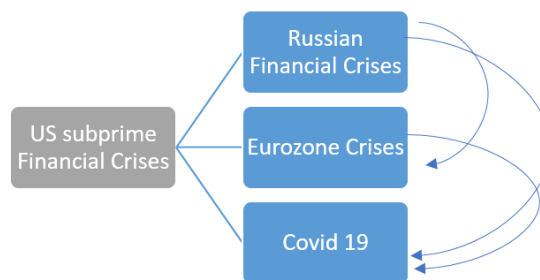 Russian
Financial Crises
US subprime
Financial Crises
Eurozone Crises
Covid 19